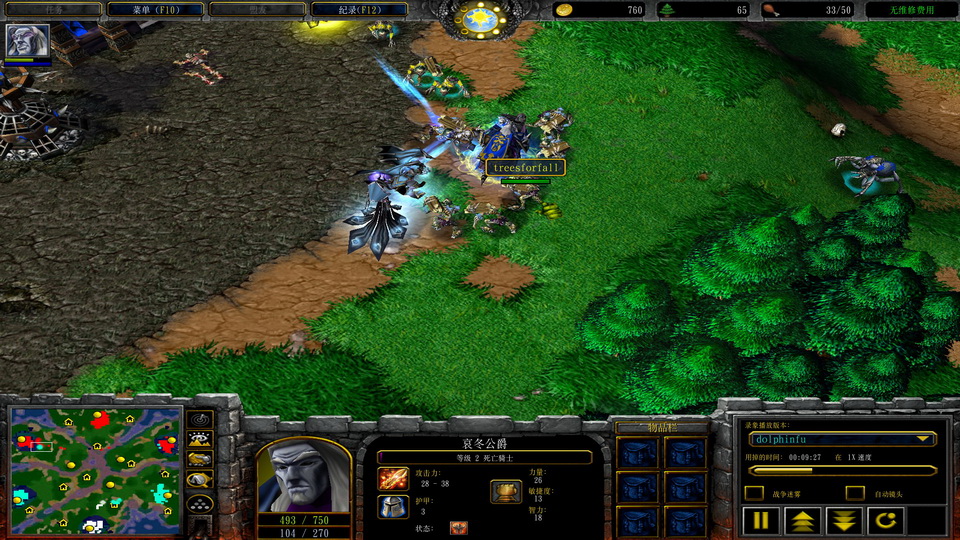 任务
菜单 (F10)
纪录(F12)
760
65
33/50
无维修费用
treesforfall
493 / 750
104 / 270
哀冬公爵
等级 2 死亡骑士
攻击力:
28 - 38
护甲:
3
状态:
力量:
26
敏捷度:
13
智力:
18
物品栏
录象播放版本:
dolphinfu
用掉的时间: 00:09:27 在 1X 速度
战争迷雾
自动镜头